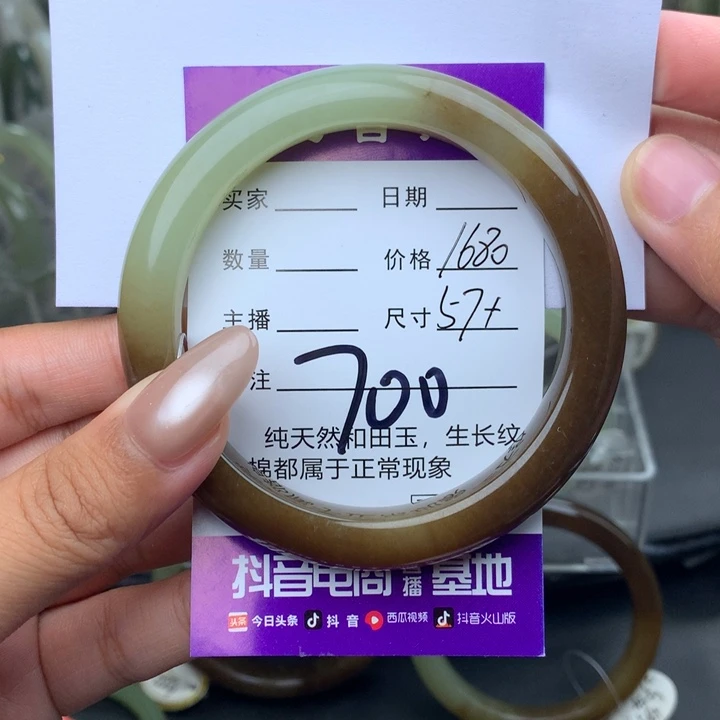 买家 日期
数量 价格 1680
主播 尺寸 57+
注 700
纯天然和田玉，生长纹
棉都属于正常现象
抖音电商直播基地
头条 今日头条 抖音 西瓜视频 抖音火山版